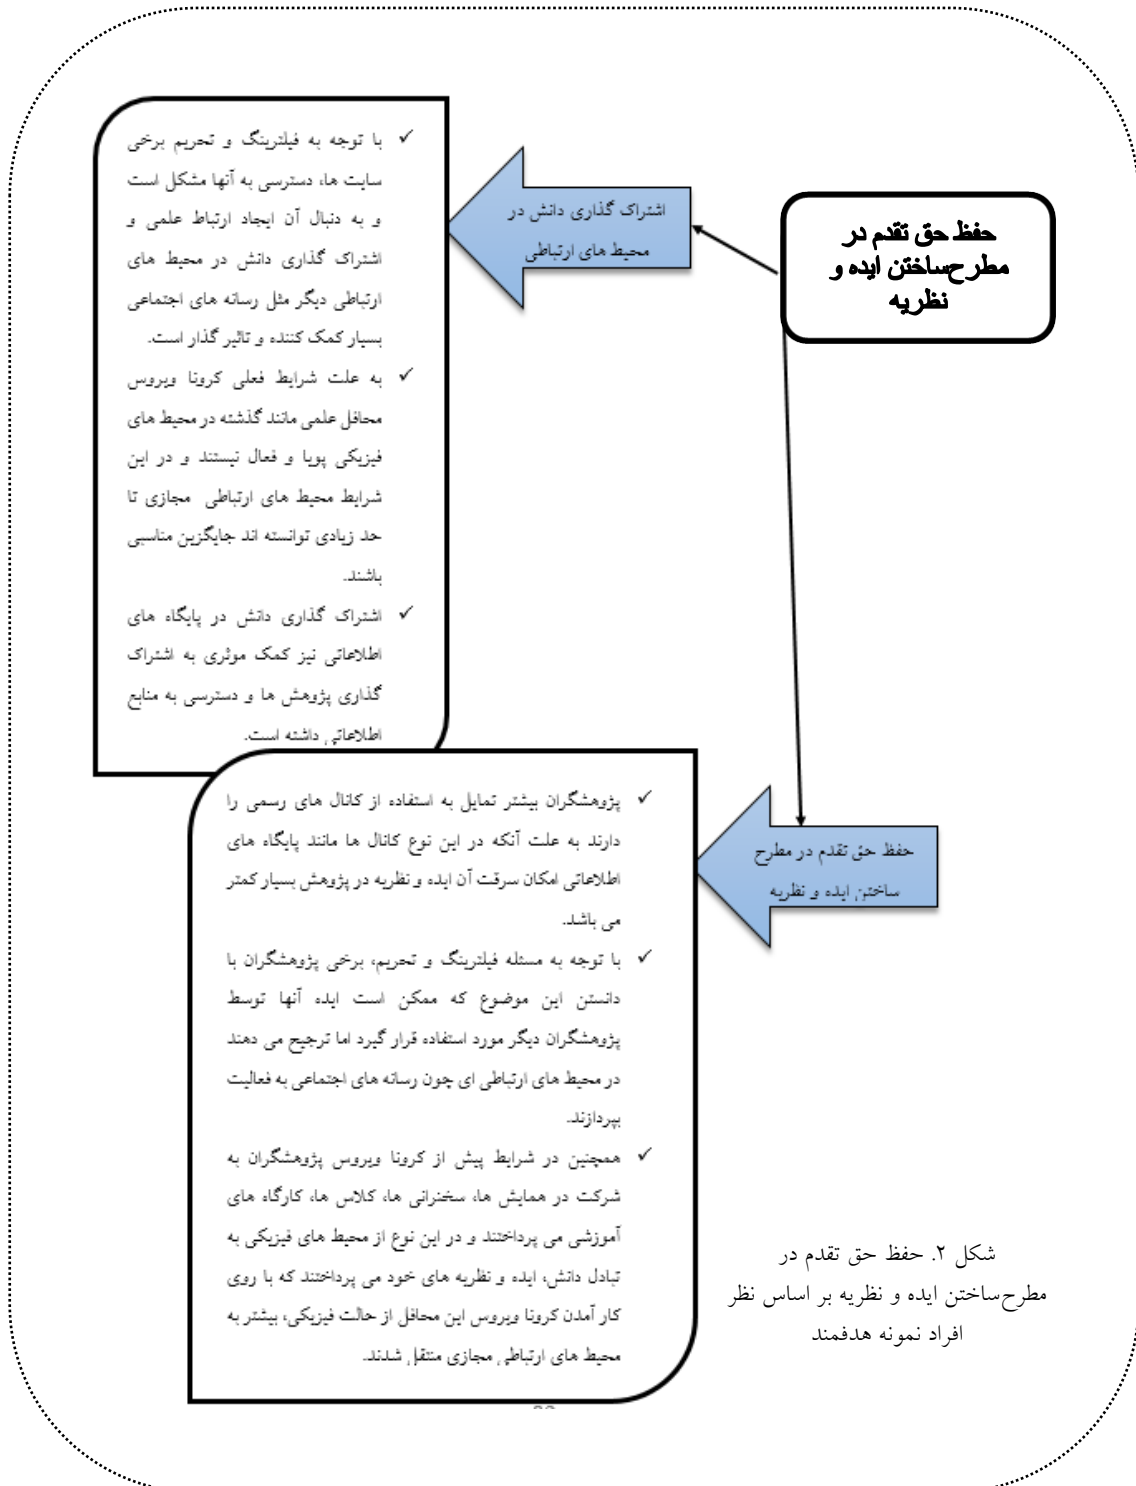 حفظ حق تقدم در
مطرح‌ساختن ایده و
نظریه
اشتراک گذاری دانش در
محیط های ارتباطی
✓ با توجه به فیلترینگ و تحریم برخی
سایت ها، دسترسی به آنها مشکل است
و به دنبال آن ایجاد ارتباط علمی و
اشتراک گذاری دانش در محیط های
ارتباطی دیگر مثل رسانه های اجتماعی
بسیار کمک کننده و تاثیر گذار است.
✓ به علت شرایط فعلی کرونا ویروس
محافل علمی مانند گذشته در محیط های
فیزیکی پویا و فعال نیستند و در این
شرایط محیط های ارتباطی مجازی تا
حد زیادی توانسته اند جایگزین مناسبی
باشند.
✓ اشتراک گذاری دانش در پایگاه های
اطلاعاتی نیز کمک موثری به اشتراک
گذاری پژوهش ها و دسترسی به منابع
اطلاعاتی داشته است.
حفظ حق تقدم در مطرح
ساختن ایده و نظریه
✓ پژوهشگران بیشتر تمایل به استفاده از کانال های رسمی را
دارند به علت آنکه در این نوع کانال ها مانند پایگاه های
اطلاعاتی امکان سرقت آن ایده و نظریه در پژوهش بسیار کمتر
می باشد.
✓ با توجه به مسئله فیلترینگ و تحریم، برخی پژوهشگران با
دانستن این موضوع که ممکن است ایده آنها توسط
پژوهشگران دیگر مورد استفاده قرار گیرد اما ترجیح می دهند
در محیط های ارتباطی ای چون رسانه های اجتماعی به فعالیت
بپردازند.
✓ همچنین در شرایط پیش از کرونا ویروس پژوهشگران به
شرکت در همایش ها، سخنرانی ها، کلاس ها، کارگاه های
آموزشی می پرداختند و در این نوع از محیط های فیزیکی به
تبادل دانش، ایده و نظریه های خود می پرداختند که با روی
کار آمدن کرونا ویروس این محافل از حالت فیزیکی، بیشتر به
محیط های ارتباطی مجازی منتقل شدند.
شکل ۲. حفظ حق تقدم در
مطرح‌ساختن ایده و نظریه بر اساس نظر
افراد نمونه هدفمند